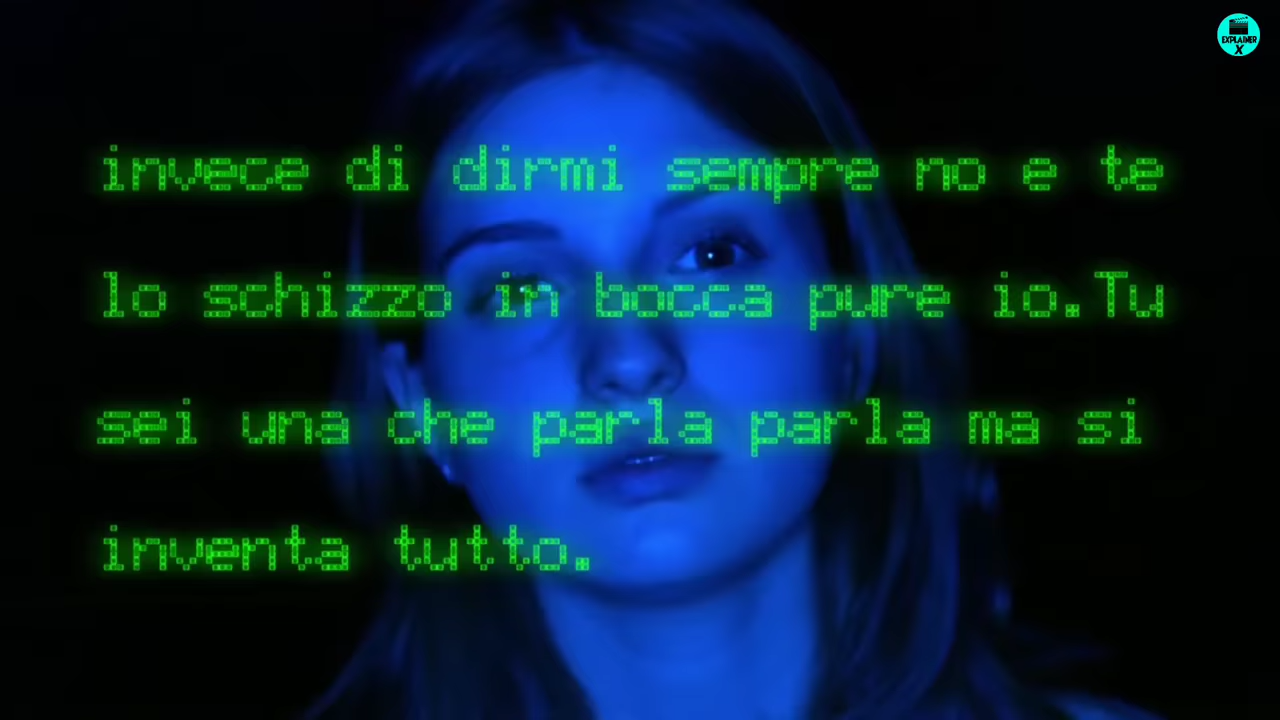 EXPLAINER
X
invece di dirmi sempre no e te
lo schizzo in bocca pure io.Tu
sei una che parla parla ma si
inventa tutto.